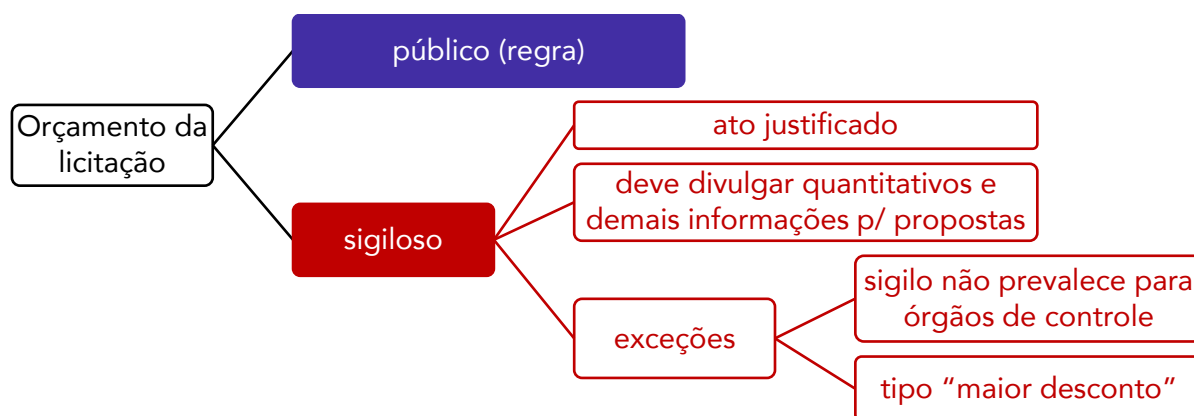 público (regra)
Orçamento da
licitação
ato justificado
deve divulgar quantitativos e
demais informações p/ propostas
sigiloso
sigilo não prevalece para
órgãos de controle
exceções
tipo “maior desconto”